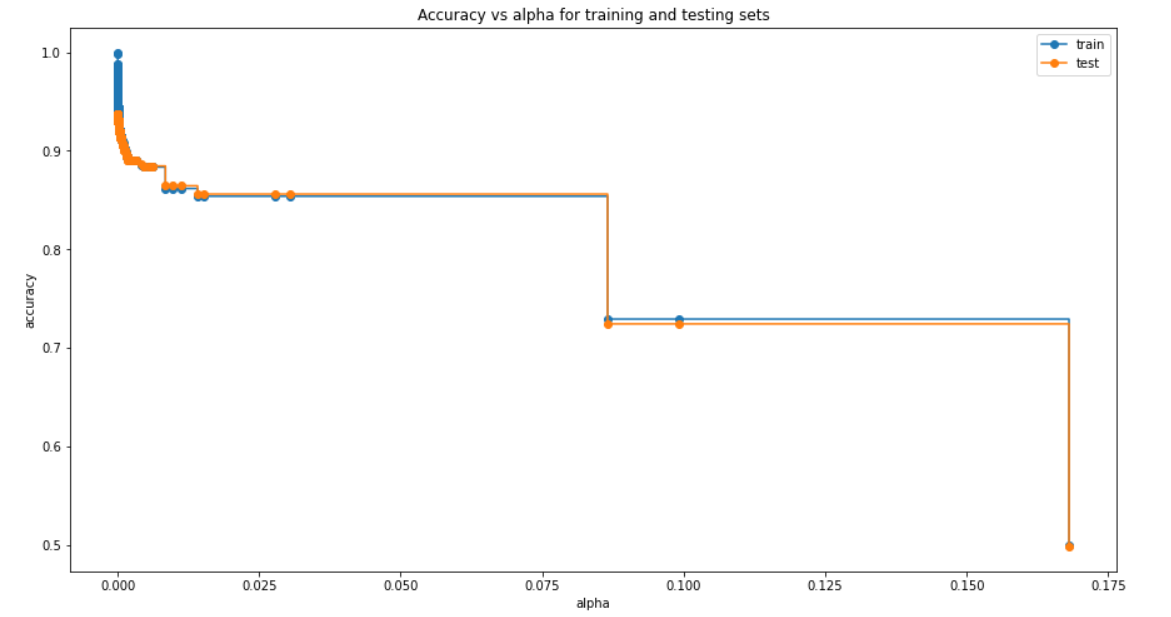 Accuracy vs alpha for training and testing sets
train
test
1.0
0.9
0.8
0.7
0.6
0.5
accuracy
0.000 0.025 0.050 0.075 0.100 0.125 0.150 0.175
alpha